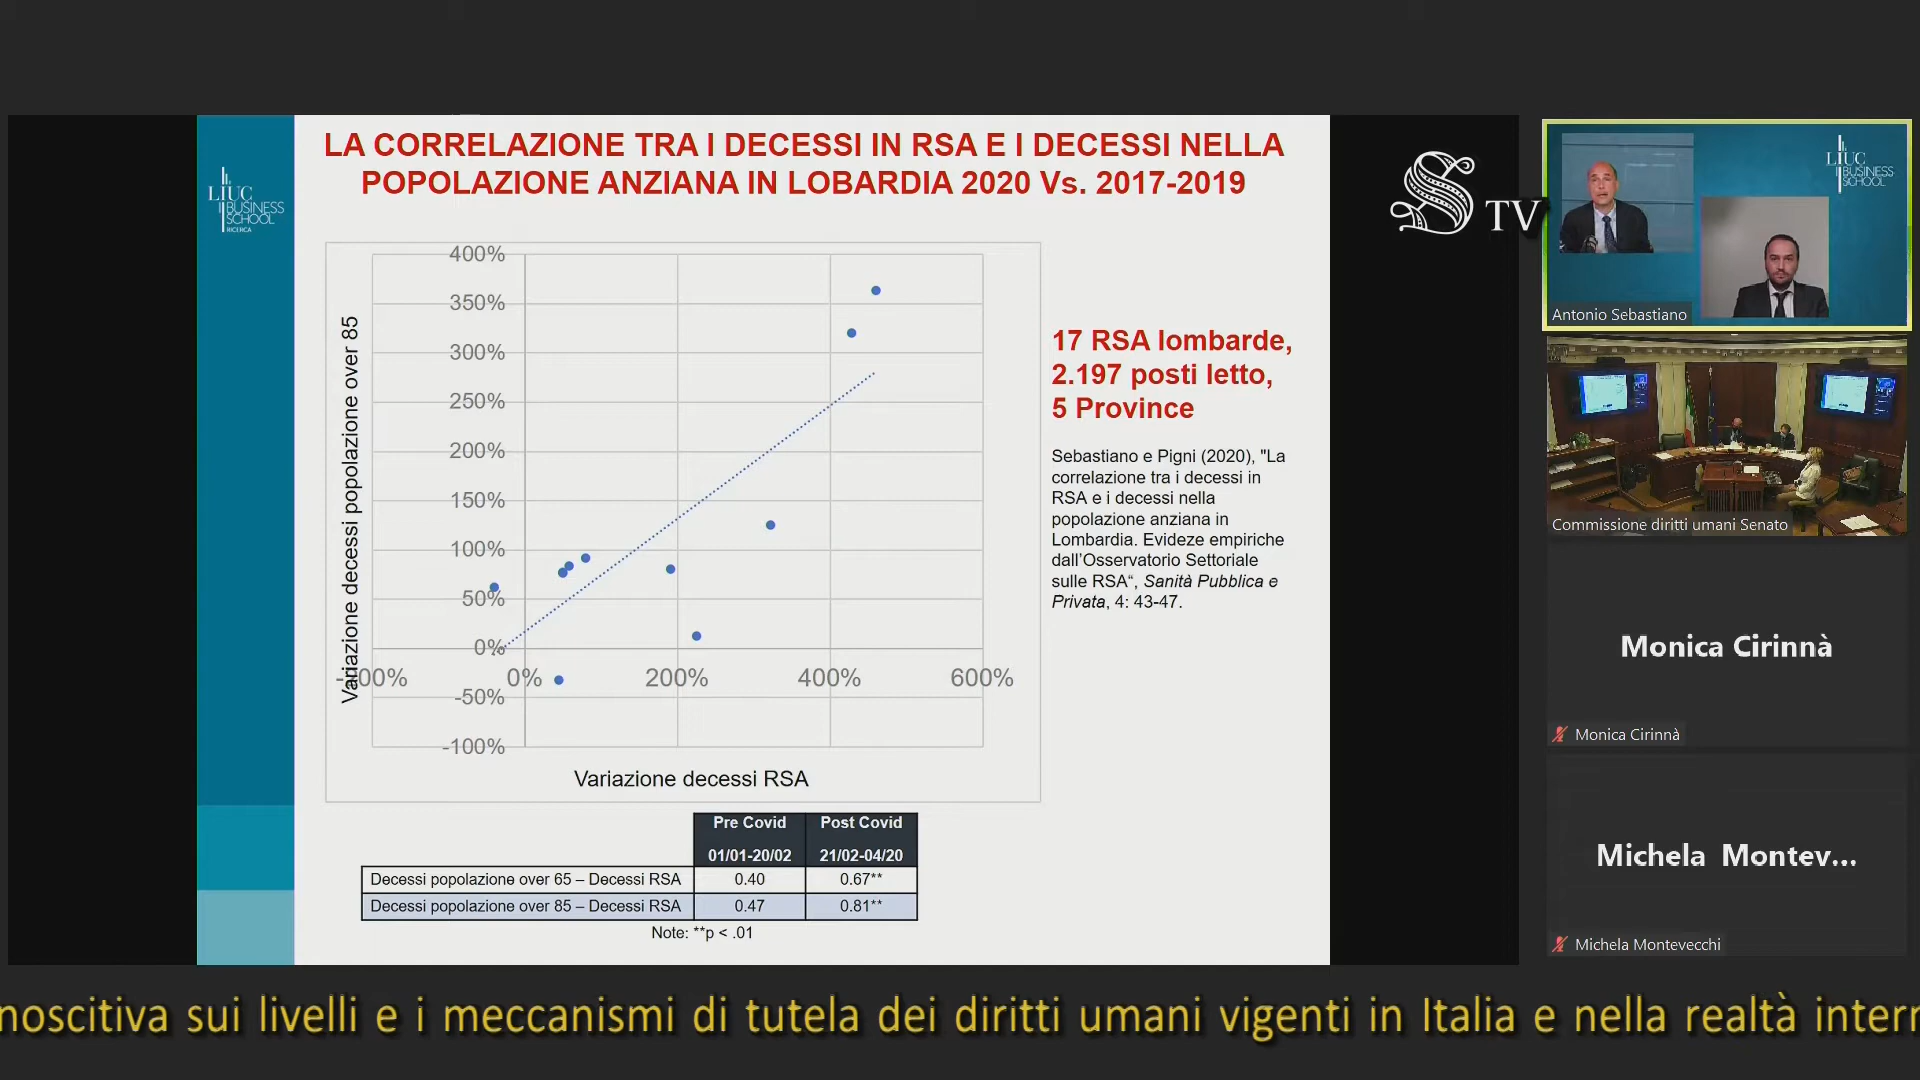 LA CORRELAZIONE TRA I DECESSI IN RSA E I DECESSI NELLA
POPOLAZIONE ANZIANA IN LOBARDIA 2020 Vs. 2017-2019
LIUC
BUSINESS
SCHOOL
RICERCA
Variazione decessi popolazione over 85
400%
350%
300%
250%
200%
150%
100%
50%
0%
-50%
-100%
0%
200%
400%
600%
Variazione decessi RSA
17 RSA lombarde,
2.197 posti letto,
5 Province
Sebastiano e Pigni (2020), "La
correlazione tra i decessi in
RSA e i decessi nella
popolazione anziana in
Lombardia. Evideze empiriche
dall'Osservatorio Settoriale
sulle RSA“, Sanità Pubblica e
Privata, 4: 43-47.
Pre Covid Post Covid
01/01-20/02 21/02-04/20
Decessi popolazione over 65 – Decessi RSA 0.40 0.67**
Decessi popolazione over 85 – Decessi RSA 0.47 0.81**
Note: **p < .01
S TV
LIUC
BUSINESS
SCHOOL
Antonio Sebastiano
Commissione diritti umani Senato
Monica Cirinnà
Monica Cirinnà
Michela Montev...
Michela Montevecchi
noscitiva sui livelli e i meccanismi di tutela dei diritti umani vigenti in Italia e nella realtà intern